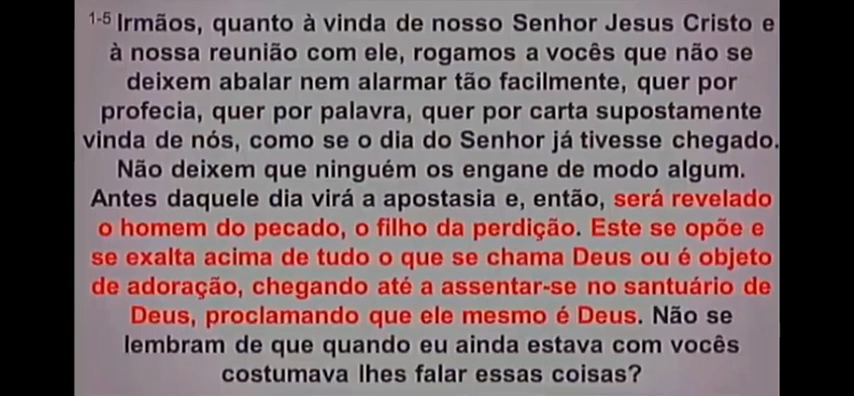 1-5 Irmãos, quanto à vinda de nosso Senhor Jesus Cristo e
à nossa reunião com ele, rogamos a vocês que não se
deixem abalar nem alarmar tão facilmente, quer por
profecia, quer por palavra, quer por carta supostamente
vinda de nós, como se o dia do Senhor já tivesse chegado.
Não deixem que ninguém os engane de modo algum.
Antes daquele dia virá a apostasia e, então, será revelado
o homem do pecado, o filho da perdição. Este se opõe e
se exalta acima de tudo o que se chama Deus ou é objeto
de adoração, chegando até a assentar-se no santuário de
Deus, proclamando que ele mesmo é Deus. Não se
lembram de que quando eu ainda estava com vocês
costumava lhes falar essas coisas?